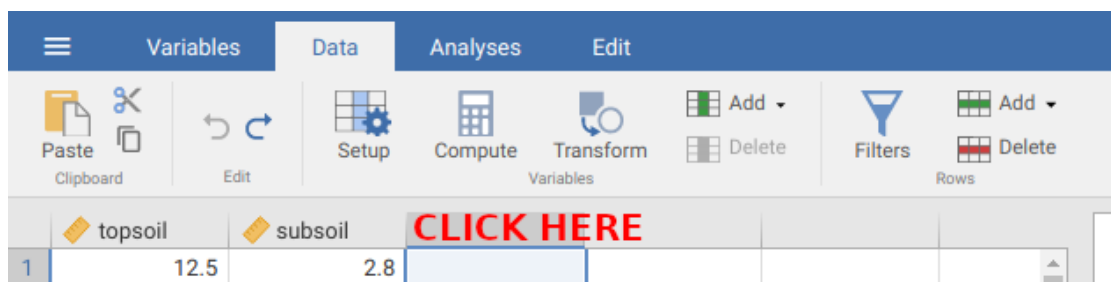 Variables Data Analyses Edit
Add Add
Paste Setup Compute Transform Delete Filters Delete
Clipboard Edit Variables Rows
topsoil subsoil CLICK HERE
1 12.5 2.8